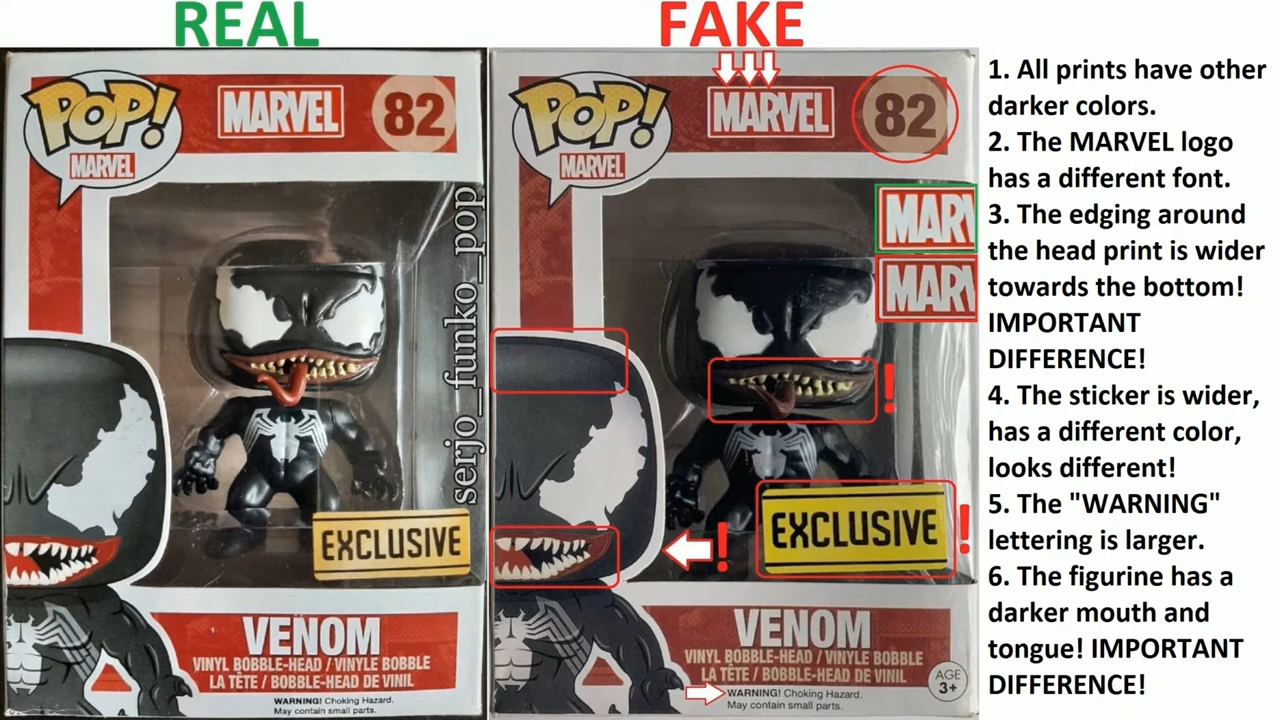 REAL
POP!
MARVEL
MARVEL
82
serjo_funko_pop
EXCLUSIVE
VENOM
VINYL BOBBLE-HEAD / VINYLE BOBBLE
LA TÊTE / BOBBLE-HEAD DE VINIL
WARNING! Choking Hazard.
May contain small parts.
FAKE
POP!
MARVEL
MARVEL
82
MARV
MARV
!
EXCLUSIVE
!
!
VENOM
VINYL BOBBLE-HEAD / VINYLE BOBBLE
LA TÊTE / BOBBLE-HEAD DE VINIL
WARNING! Choking Hazard.
May contain small parts.
AGE
3+
1. All prints have other
darker colors.
2. The MARVEL logo
has a different font.
3. The edging around
the head print is wider
towards the bottom!
IMPORTANT
DIFFERENCE!
4. The sticker is wider,
has a different color,
looks different!
5. The "WARNING"
lettering is larger.
6. The figurine has a
darker mouth and
tongue! IMPORTANT
DIFFERENCE!